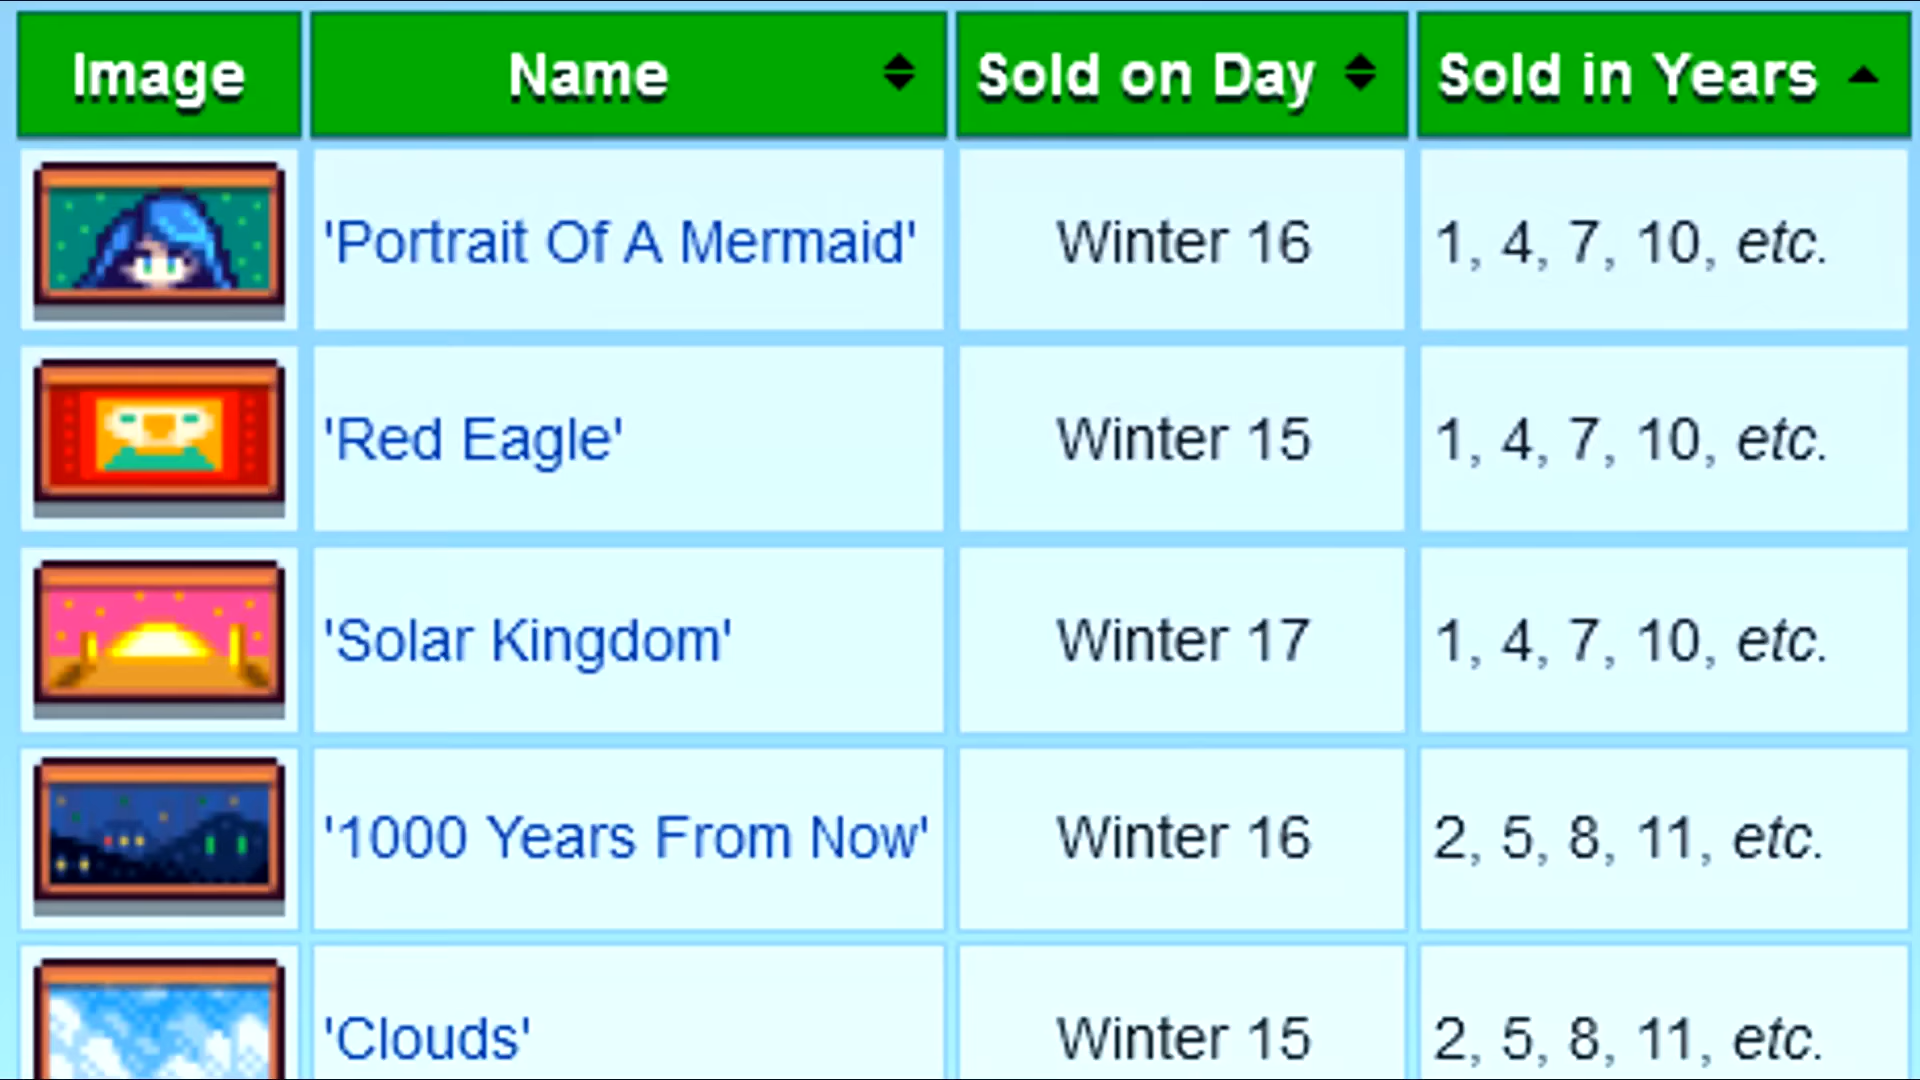 Image Name Sold on Day Sold in Years
'Portrait Of A Mermaid' Winter 16 1, 4, 7, 10, etc.
'Red Eagle' Winter 15 1, 4, 7, 10, etc.
'Solar Kingdom' Winter 17 1, 4, 7, 10, etc.
'1000 Years From Now' Winter 16 2, 5, 8, 11, etc.
'Clouds' Winter 15 2, 5, 8, 11, etc.